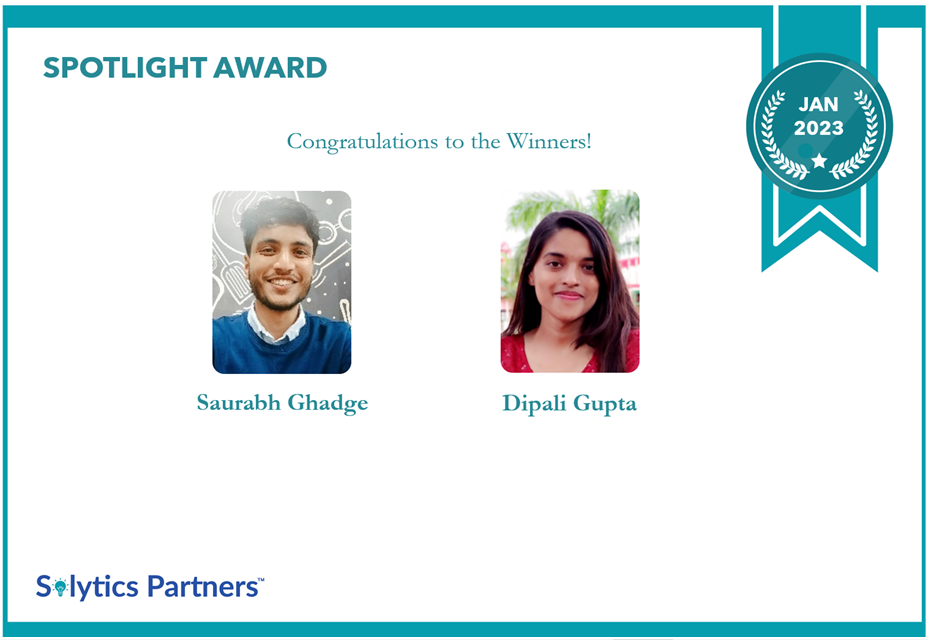 SPOTLIGHT AWARD
JAN
2023
Congratulations to the Winners!
Saurabh Ghadge
Dipali Gupta
Solytics Partners™